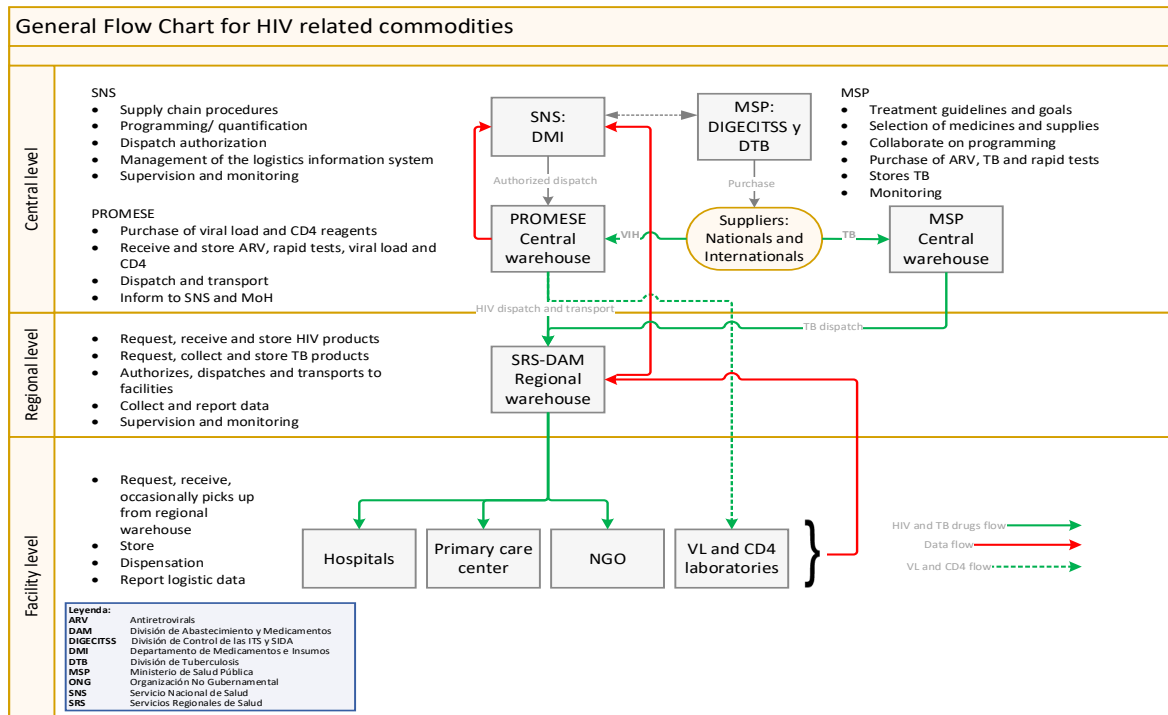 General Flow Chart for HIV related commodities
Central level
SNS
• Supply chain procedures
• Programming/ quantification
• Dispatch authorization
• Management of the logistics information system
• Supervision and monitoring
PROMESE
• Purchase of viral load and CD4 reagents
• Receive and store ARV, rapid tests, viral load and
CD4
• Dispatch and transport
• Inform to SNS and MoH
SNS:
DMI
MSP:
DIGECITSS y
DTB
MSP
• Treatment guidelines and goals
• Selection of medicines and supplies
• Collaborate on programming
• Purchase of ARV, TB and rapid tests
• Stores TB
• Monitoring
Authorized dispatch
Purchase
PROMESE
Central
warehouse
VIH
Suppliers:
Nationals and
Internationals
TB
MSP
Central
warehouse
HIV dispatch and transport
TB dispatch
Regional level
• Request, receive and store HIV products
• Request, collect and store TB products
• Authorizes, dispatches and transports to
facilities
• Collect and report data
• Supervision and monitoring
SRS-DAM
Regional
warehouse
Facility level
• Request, receive,
occasionally picks up
from regional
warehouse
• Store
• Dispensation
• Report logistic data
Hospitals
Primary care
center
NGO
VL and CD4
laboratories
}
HIV and TB drugs flow
Data flow
VL and CD4 flow
Leyenda:
ARV Antiretrovirals
DAM División de Abastecimiento y Medicamentos
DIGECITSS División de Control de las ITS y SIDA
DMI Departamento de Medicamentos e Insumos
DTB División de Tuberculosis
MSP Ministerio de Salud Pública
ONG Organización No Gubernamental
SNS Servicio Nacional de Salud
SRS Servicios Regionales de Salud